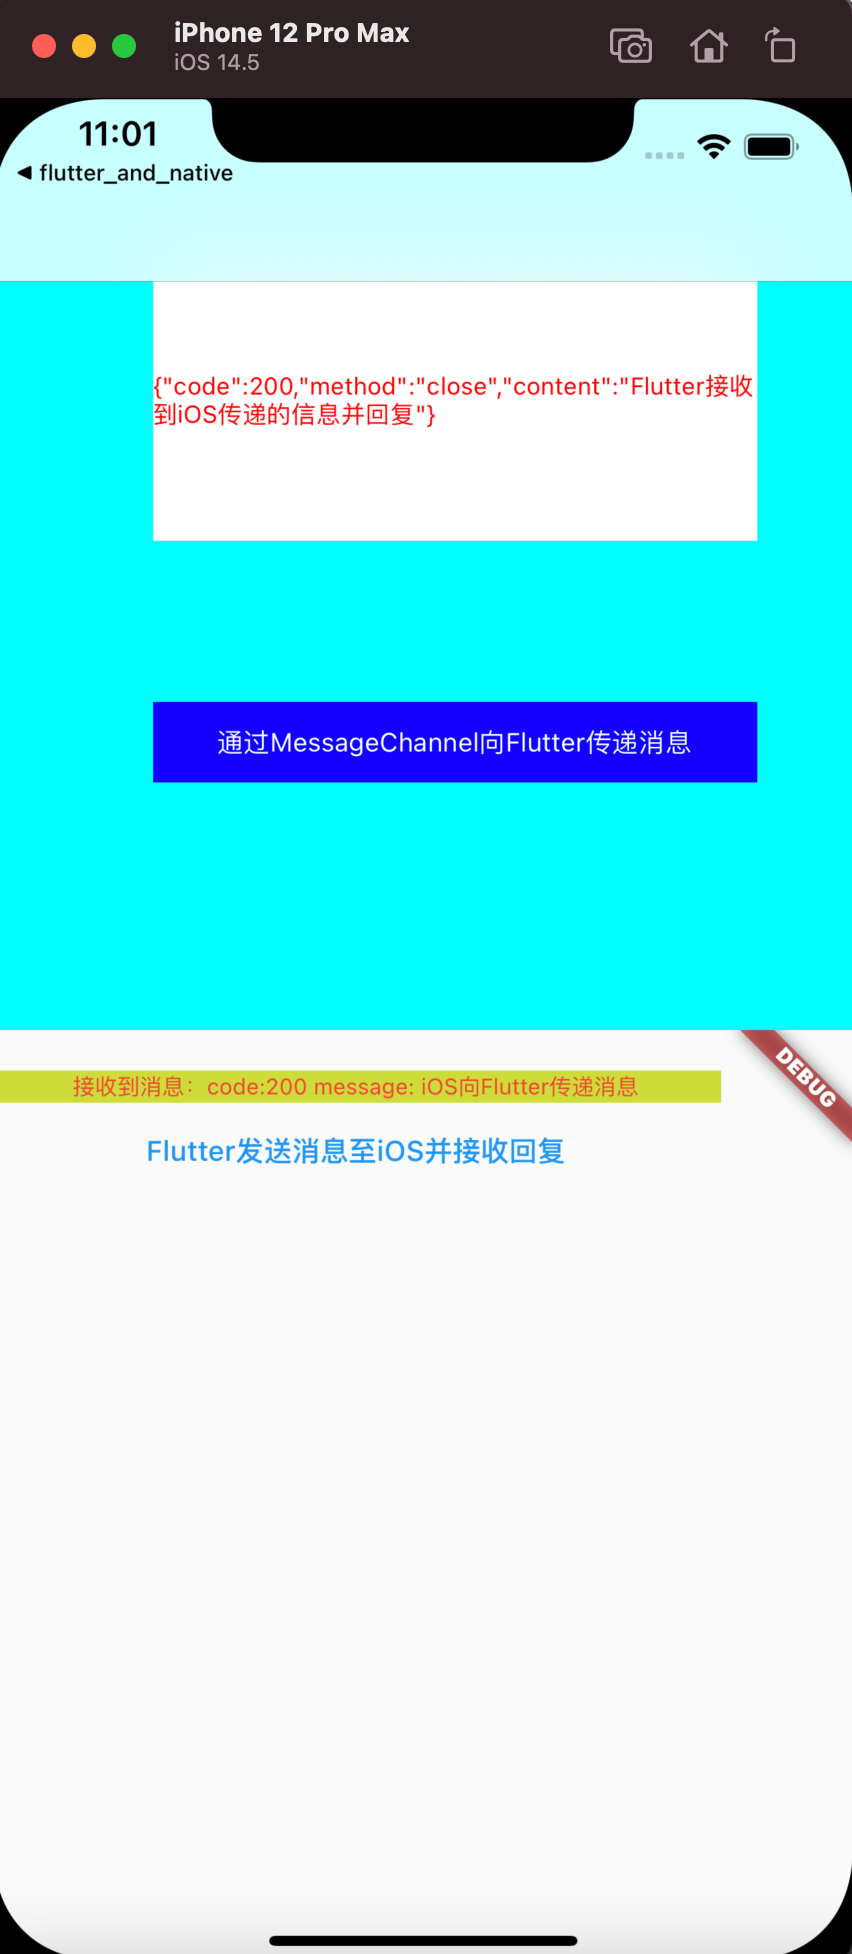 iPhone 12 Pro Max
iOS 14.5
11:01
◀ flutter_and_native
{"code":200,"method":"close","content":"Flutter接收
到iOS传递的信息并回复"}
通过MessageChannel向Flutter传递消息
DEBUG
接收到消息：code:200 message: iOS向Flutter传递消息
Flutter发送消息至iOS并接收回复